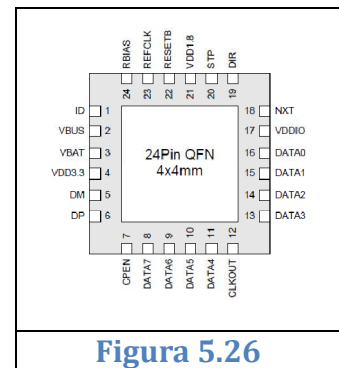 RBIAS
REFCLK
RESETB
VDD1.8
STP
DIR
24
23
22
21
20
19
ID 1
VBUS 2
VBAT 3
VDD3.3 4
DM 5
DP 6
24Pin QFN
4x4mm
18 NXT
17 VDDIO
16 DATA0
15 DATA1
14 DATA2
13 DATA3
7
8
9
10
11
12
CPEN
DATA7
DATA6
DATA5
DATA4
CLKOUT
Figura 5.26